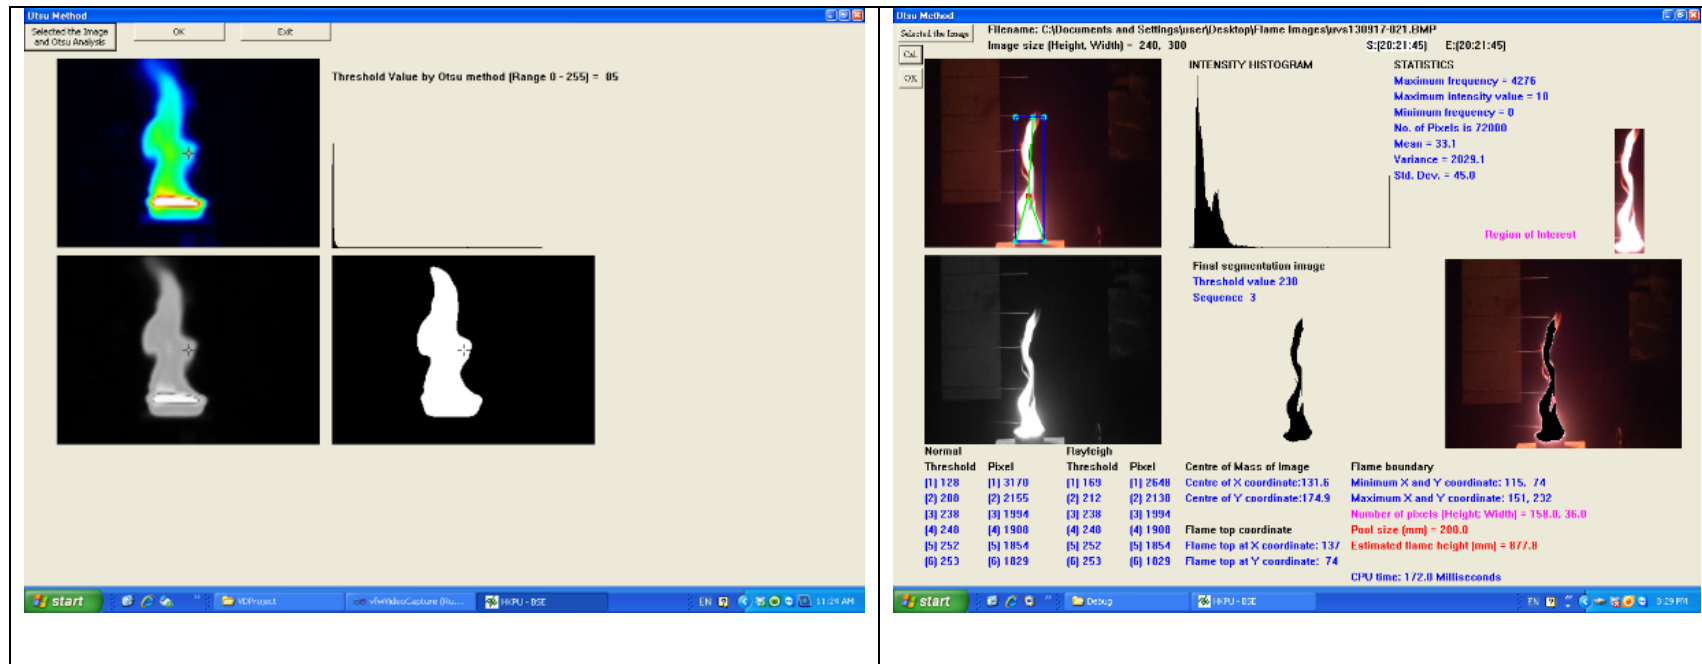 Otsu Method
Selected the Image
and Otsu Analysis
OK
Exit
Threshold Value by Otsu method (Range 0 - 255) = 85
start
VDProject
HKPU - BSE
EN
11:24 AM
Otsu Method
Selected the Image
Cal.
OK
Filename: C:\Documents and Settings\user\Desktop\Flame Images\uvs130917-021.BMP
Image size (Height, Width) = 240, 300
S:(20:21:45)
E:(20:21:45)
INTENSITY HISTOGRAM
STATISTICS
Maximum frequency = 4276
Maximum intensity value = 10
Minimum frequency = 0
No. of Pixels is 72000
Mean = 33.1
Variance = 2029.1
Std. Dev. = 45.0
Region of Interest
Final segmentation image
Threshold value 238
Sequence 3
Normal
Rayleigh
Threshold Pixel Threshold Pixel Centre of Mass of Image Flame boundary
(1) 128 (1) 3170 (1) 169 (1) 2648 Centre of X coordinate:131.6 Minimum X and Y coordinate: 115, 74
(2) 208 (2) 2155 (2) 212 (2) 2130 Centre of Y coordinate:174.9 Maximum X and Y coordinate: 151, 232
(3) 238 (3) 1994 (3) 238 (3) 1994 Number of pixels (Height; Width) = 158.0, 36.0
(4) 248 (4) 1908 (4) 248 (4) 1908 Flame top coordinate Pool size (mm) = 200.0
(5) 252 (5) 1854 (5) 252 (5) 1854 Flame top at X coordinate: 137 Estimated flame height (mm) = 877.8
(6) 253 (6) 1829 (6) 253 (6) 1829 Flame top at Y coordinate: 74
CPU time: 172.0 Milliseconds
start
Debug
HKPU - BSE
EN
3:29 PM